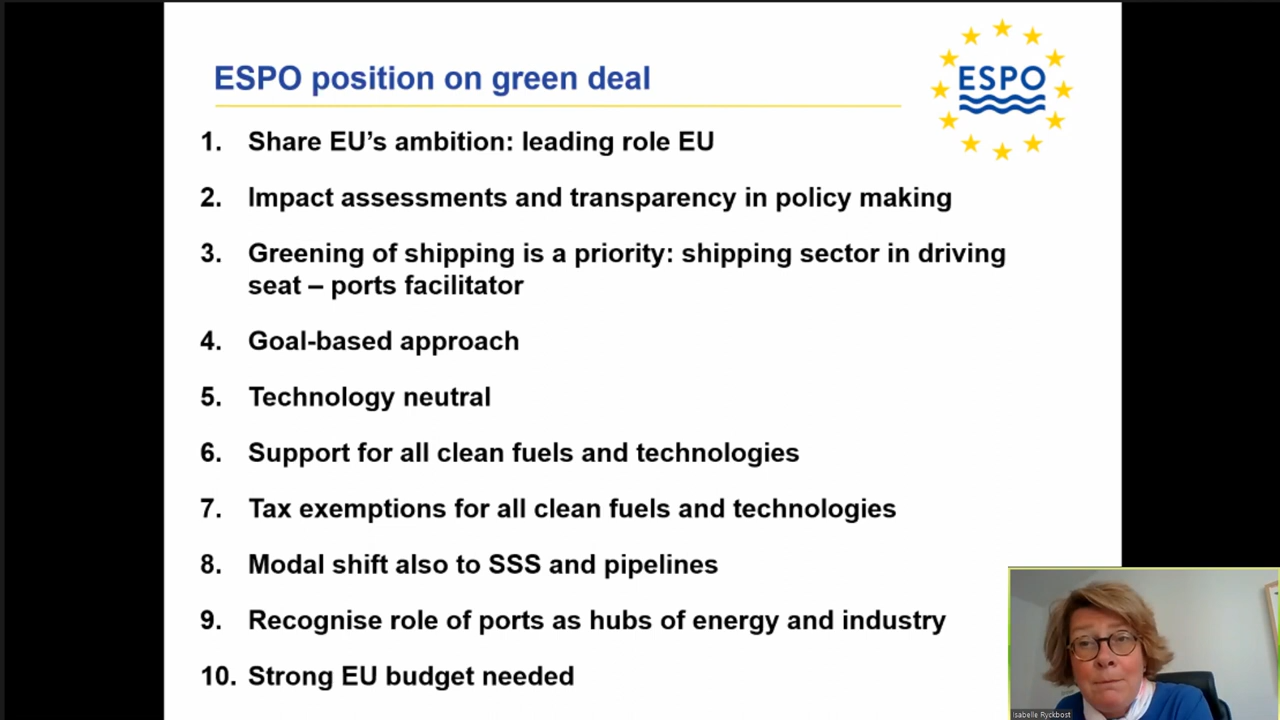 ESPO position on green deal
ESPO
1. Share EU's ambition: leading role EU
2. Impact assessments and transparency in policy making
3. Greening of shipping is a priority: shipping sector in driving
seat – ports facilitator
4. Goal-based approach
5. Technology neutral
6. Support for all clean fuels and technologies
7. Tax exemptions for all clean fuels and technologies
8. Modal shift also to SSS and pipelines
9. Recognise role of ports as hubs of energy and industry
10. Strong EU budget needed
Isabelle Ryckbost